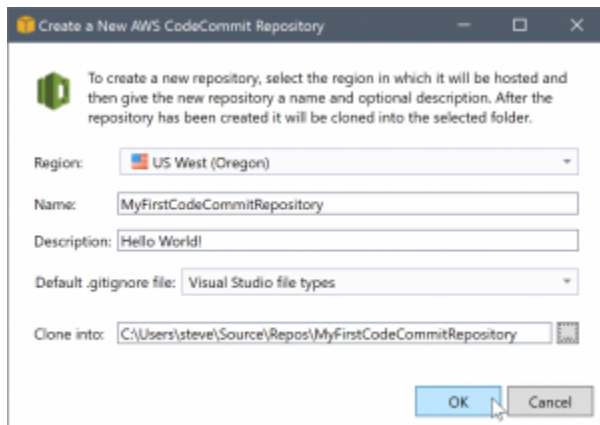 Create a New AWS CodeCommit Repository
To create a new repository, select the region in which it will be hosted and
then give the new repository a name and optional description. After the
repository has been created it will be cloned into the selected folder.
Region: US West (Oregon)
Name: MyFirstCodeCommitRepository
Description: Hello World!
Default .gitignore file: Visual Studio file types
Clone into: C:\Users\steve\Source\Repos\MyFirstCodeCommitRepository ...
OK Cancel